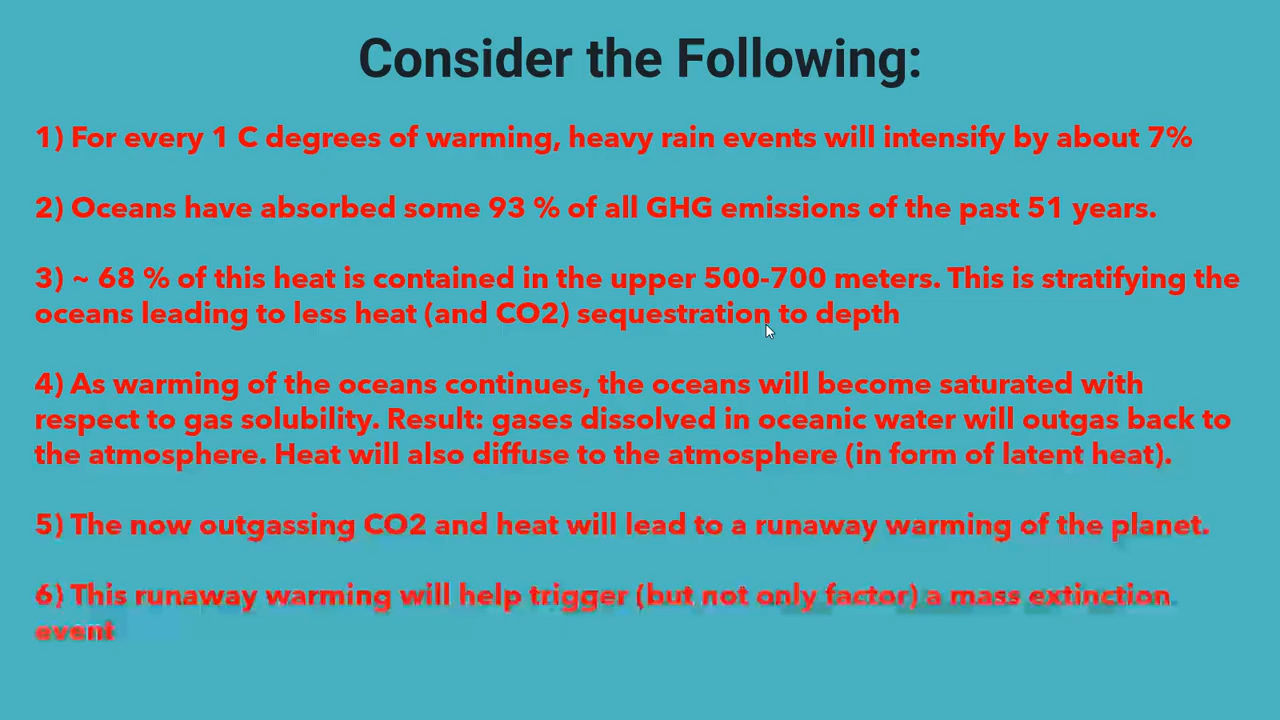 Consider the Following:
1) For every 1 C degrees of warming, heavy rain events will intensify by about 7%
2) Oceans have absorbed some 93 % of all GHG emissions of the past 51 years.
3) ~ 68 % of this heat is contained in the upper 500-700 meters. This is stratifying the
oceans leading to less heat (and CO2) sequestration to depth
4) As warming of the oceans continues, the oceans will become saturated with
respect to gas solubility. Result: gases dissolved in oceanic water will outgas back to
the atmosphere. Heat will also diffuse to the atmosphere (in form of latent heat).
5) The now outgassing CO2 and heat will lead to a runaway warming of the planet.
6) This runaway warming will help trigger (but not only factor) a mass extinction
event